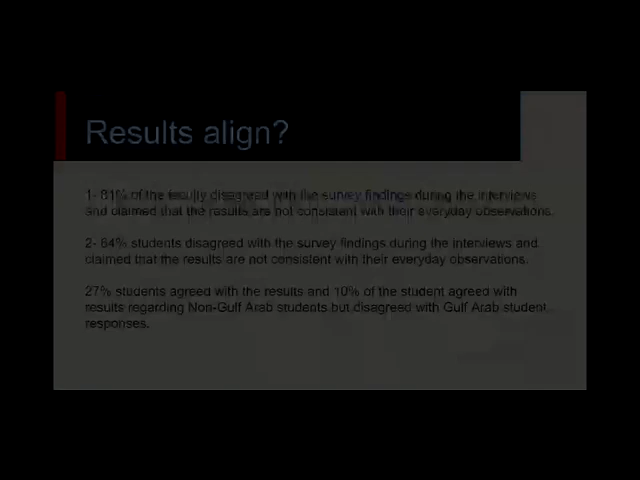 Results align?
1- 81% of the faculty disagreed with the survey findings during the interviews
and claimed that the results are not consistent with their everyday observations.
2- 64% students disagreed with the survey findings during the interviews and
claimed that the results are not consistent with their everyday observations.
27% students agreed with the results and 10% of the student agreed with
results regarding Non-Gulf Arab students but disagreed with Gulf Arab student
responses.